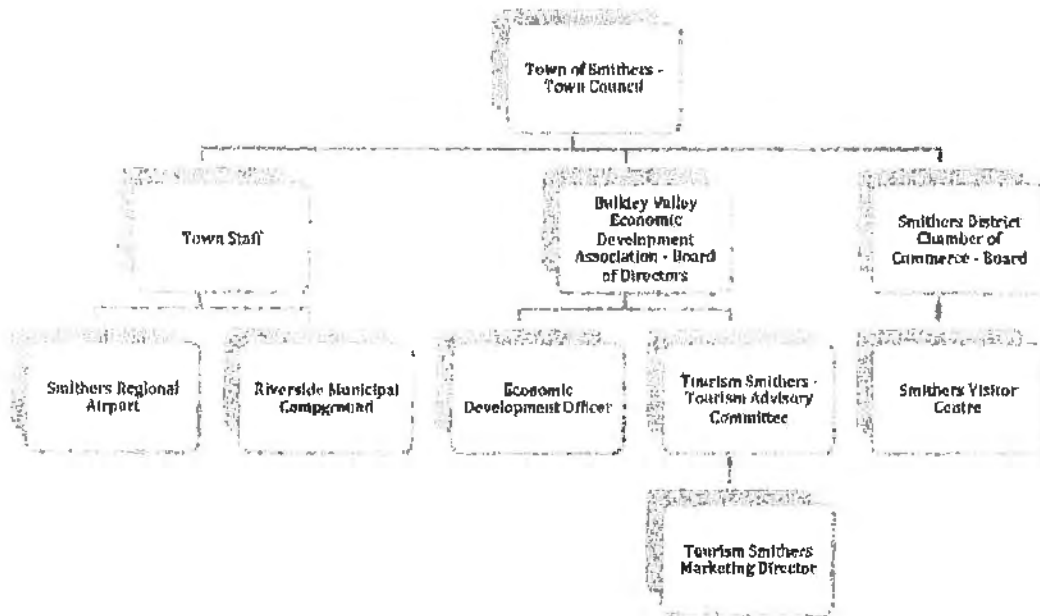 Town of Smithers -
Town Council
Town Staff
Bulkley Valley
Economic
Development
Association - Board
of Directors
Smithers District
Chamber of
Commerce - Board
Smithers Regional
Airport
Riverside Municipal
Campground
Economic
Development Officer
Tourism Smithers -
Tourism Advisory
Committee
Smithers Visitor
Centre
Tourism Smithers
Marketing Director